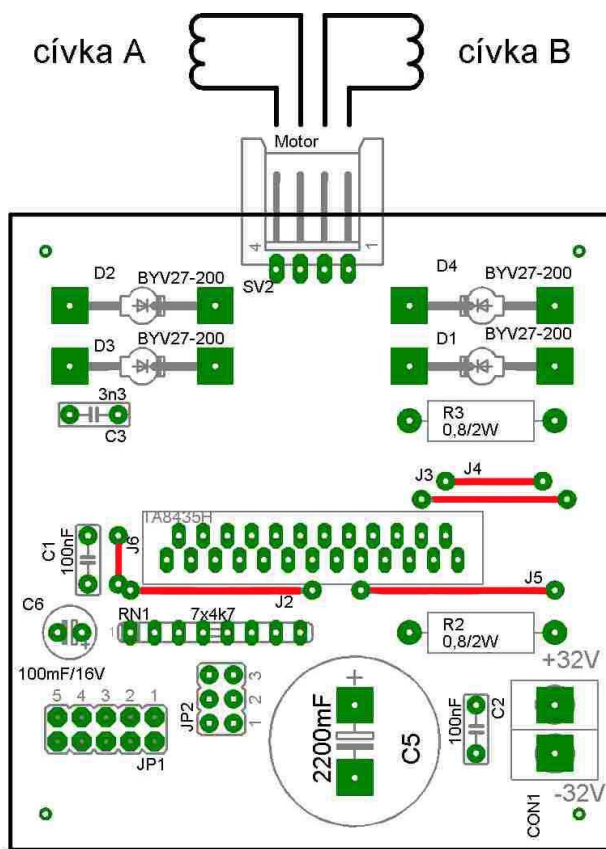 cívka A
cívka B
Motor
4
1
SV2
D2
BYV27-200
D4
BYV27-200
D3
BYV27-200
D1
BYV27-200
3n3
C3
R3
0,8/2W
J3
J4
TA8435H
C1
100nF
J6
J2
J5
C6
RN1
7x4k7
1
R2
0,8/2W
+
100mF/16V
+32V
5 4 3 2 1
JP1
JP2
3
2
1
+
2200mF
C5
100nF
C2
CON1
-32V